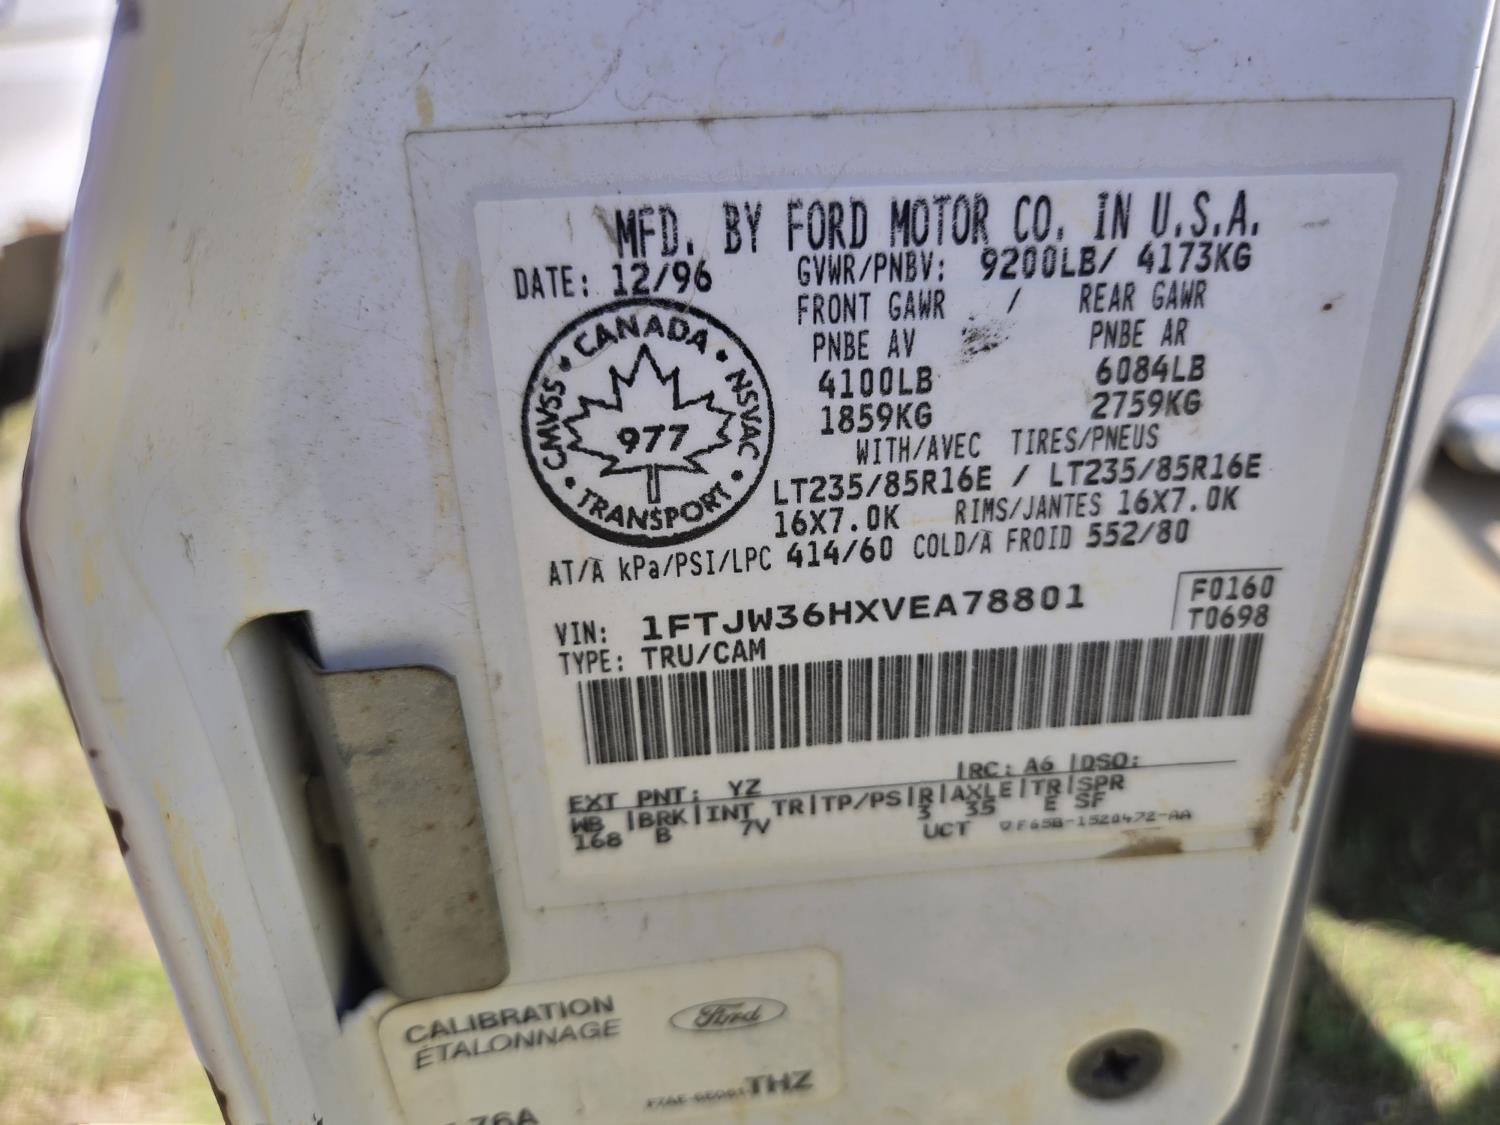 MFD. BY FORD MOTOR CO. IN U.S.A.
DATE: 12/96
GVWR/PNBV: 9200LB/ 4173KG
FRONT GAWR / REAR GAWR
PNBE AV PNBE AR
4100LB 6084LB
1859KG 2759KG
WITH/AVEC TIRES/PNEUS
LT235/85R16E / LT235/85R16E
16X7.0K RIMS/JANTES 16X7.0K
AT/A kPa/PSI/LPC 414/60 COLD/A FROID 552/80
CANADA
CMVSS
NSVAC
977
TRANSPORT
VIN: 1FTJW36HXVEA78801
F0160
T0698
TYPE: TRU/CAM
EXT PNT: YZ |RC: A6 |DSO:
WB |BRK|INT TR|TP/PS|R|AXLE|TR|SPR
168 B 7V 3 35 E SF
UCT
CALIBRATION
ÉTALONNAGE
Ford
THZ
76A